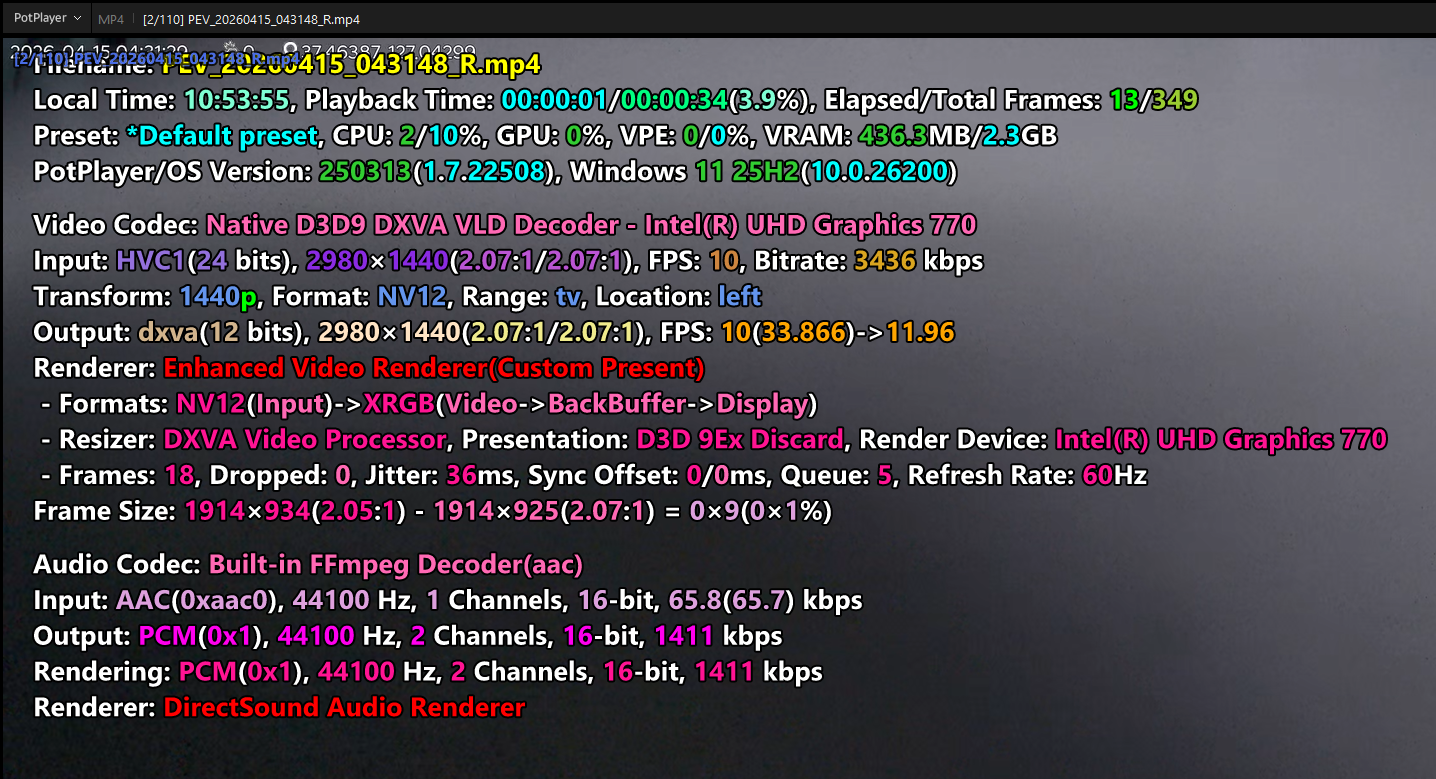 PotPlayer MP4 [2/110] PEV_20260415_043148_R.mp4
2026-04-15 04:31:39 0 37.46387, 127.04299
[2/110] PEV_20260415_043148_R.mp4
Filename: PEV_20260415_043148_R.mp4
Local Time: 10:53:55, Playback Time: 00:00:01/00:00:34(3.9%), Elapsed/Total Frames: 13/349
Preset: *Default preset, CPU: 2/10%, GPU: 0%, VPE: 0/0%, VRAM: 436.3MB/2.3GB
PotPlayer/OS Version: 250313(1.7.22508), Windows 11 25H2(10.0.26200)
Video Codec: Native D3D9 DXVA VLD Decoder - Intel(R) UHD Graphics 770
Input: HVC1(24 bits), 2980×1440(2.07:1/2.07:1), FPS: 10, Bitrate: 3436 kbps
Transform: 1440p, Format: NV12, Range: tv, Location: left
Output: dxva(12 bits), 2980×1440(2.07:1/2.07:1), FPS: 10(33.866)->11.96
Renderer: Enhanced Video Renderer(Custom Present)
- Formats: NV12(Input)->XRGB(Video->BackBuffer->Display)
- Resizer: DXVA Video Processor, Presentation: D3D 9Ex Discard, Render Device: Intel(R) UHD Graphics 770
- Frames: 18, Dropped: 0, Jitter: 36ms, Sync Offset: 0/0ms, Queue: 5, Refresh Rate: 60Hz
Frame Size: 1914×934(2.05:1) - 1914×925(2.07:1) = 0×9(0×1%)
Audio Codec: Built-in FFmpeg Decoder(aac)
Input: AAC(0xaac0), 44100 Hz, 1 Channels, 16-bit, 65.8(65.7) kbps
Output: PCM(0x1), 44100 Hz, 2 Channels, 16-bit, 1411 kbps
Rendering: PCM(0x1), 44100 Hz, 2 Channels, 16-bit, 1411 kbps
Renderer: DirectSound Audio Renderer